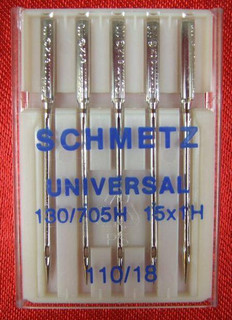 SCHMETZ
UNIVERSAL
130/705H 15x1H
110/18